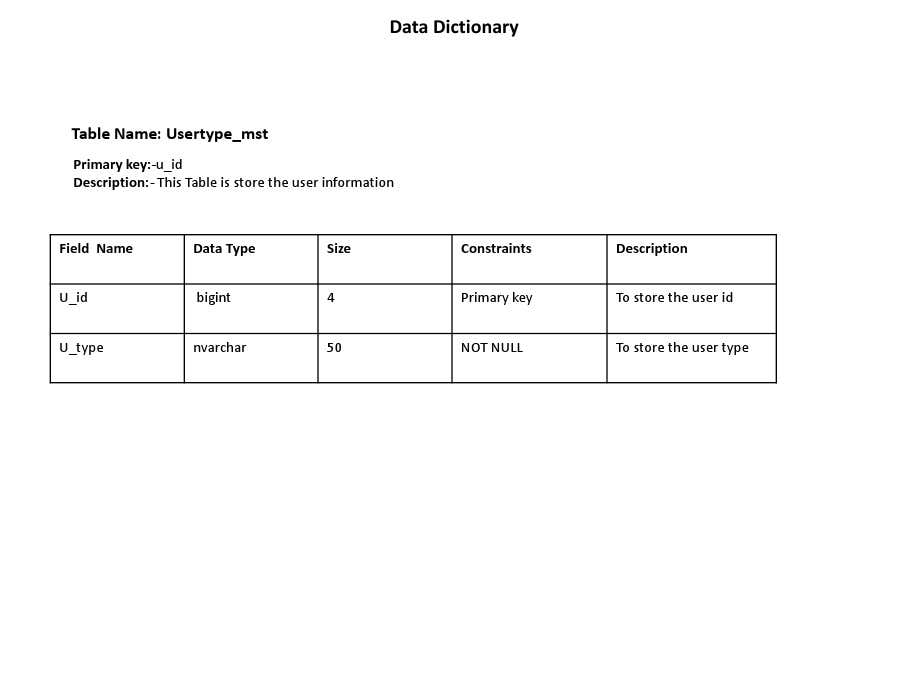 Data Dictionary
Table Name: Usertype_mst
Primary key:-u_id
Description:- This Table is store the user information
Field  Name Data Type Size Constraints Description
U_id bigint 4 Primary key To store the user id
U_type nvarchar 50 NOT NULL To store the user type